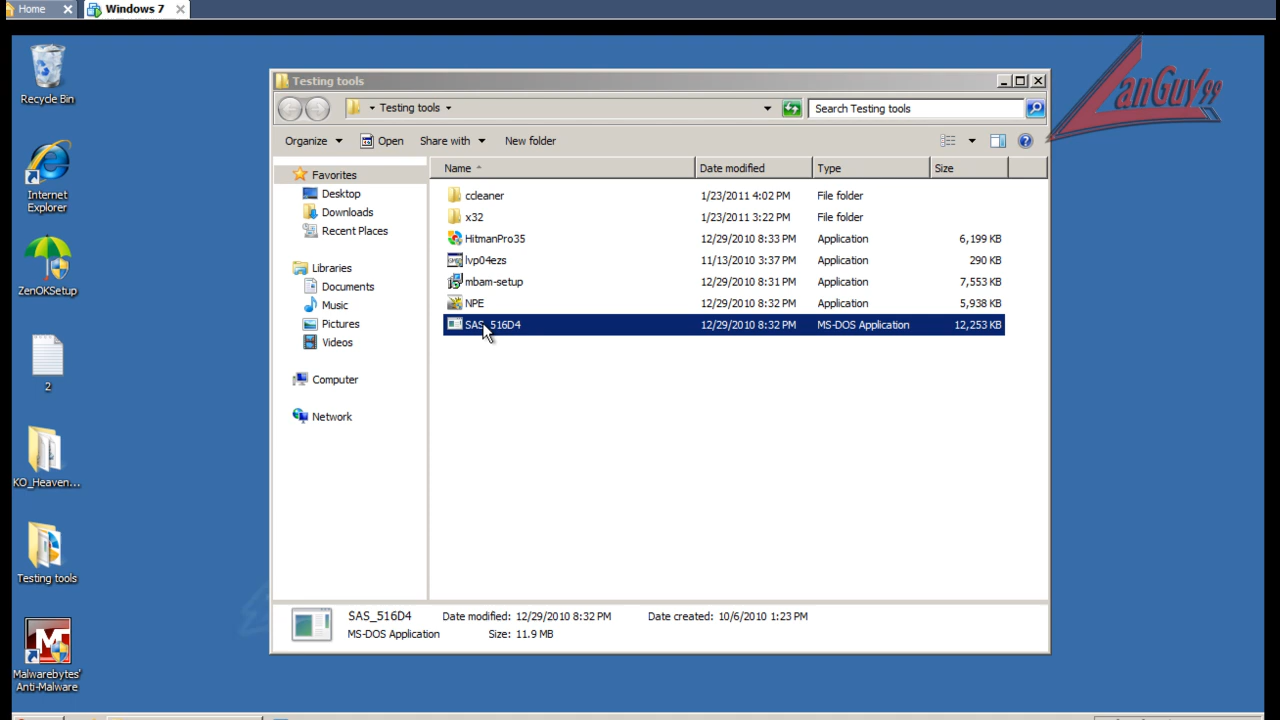 Home
Windows 7
LanGuy99
Recycle Bin
Internet
Explorer
ZenOKSetup
2
KO_Heaven...
Testing tools
Malwarebytes'
Anti-Malware
Testing tools
Testing tools
Search Testing tools
Organize Open Share with New folder
Favorites
Desktop
Downloads
Recent Places
Libraries
Documents
Music
Pictures
Videos
Computer
Network
Name Date modified Type Size
ccleaner 1/23/2011 4:02 PM File folder
x32 1/23/2011 3:22 PM File folder
HitmanPro35 12/29/2010 8:33 PM Application 6,199 KB
lvp04ezs 11/13/2010 3:37 PM Application 290 KB
mbam-setup 12/29/2010 8:31 PM Application 7,553 KB
NPE 12/29/2010 8:32 PM Application 5,938 KB
SAS_516D4 12/29/2010 8:32 PM MS-DOS Application 12,253 KB
SAS_516D4 Date modified: 12/29/2010 8:32 PM Date created: 10/6/2010 1:23 PM
MS-DOS Application Size: 11.9 MB